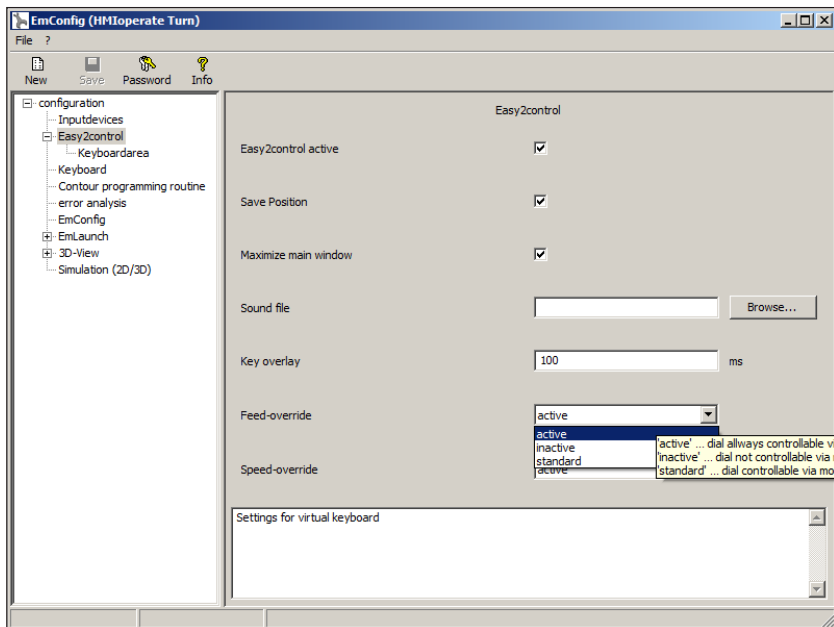 EmConfig (HMIoperate Turn)
File ?
New Save Password Info
configuration
Inputdevices
Easy2control
Keyboardarea
Keyboard
Contour programming routine
error analysis
EmConfig
EmLaunch
3D-View
Simulation (2D/3D)
Easy2control
Easy2control active
Save Position
Maximize main window
Sound file Browse...
Key overlay 100 ms
Feed-override active
active
inactive
standard
'active' ... dial allways controllable vi
'inactive' ... dial not controllable via
'standard' ... dial controllable via mo
Speed-override active
Settings for virtual keyboard